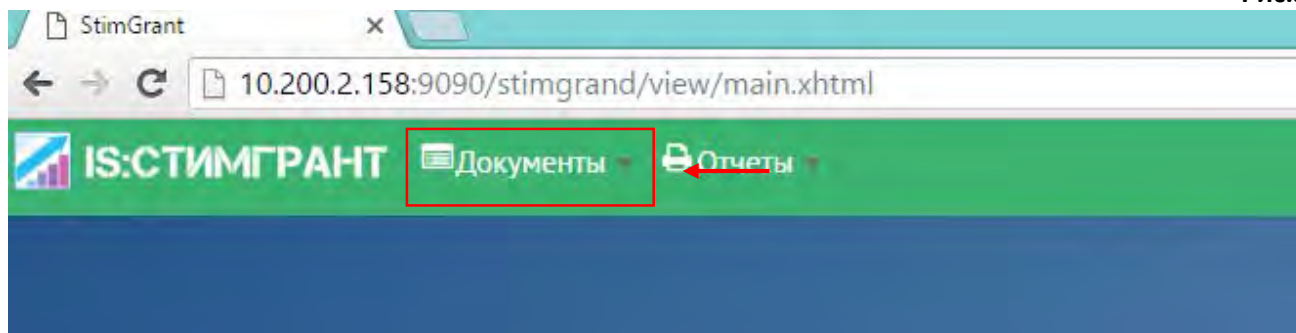 StimGrant
10.200.2.158:9090/stimgrand/view/main.xhtml
IS:СТИМГРАНТ Документы Отчеты